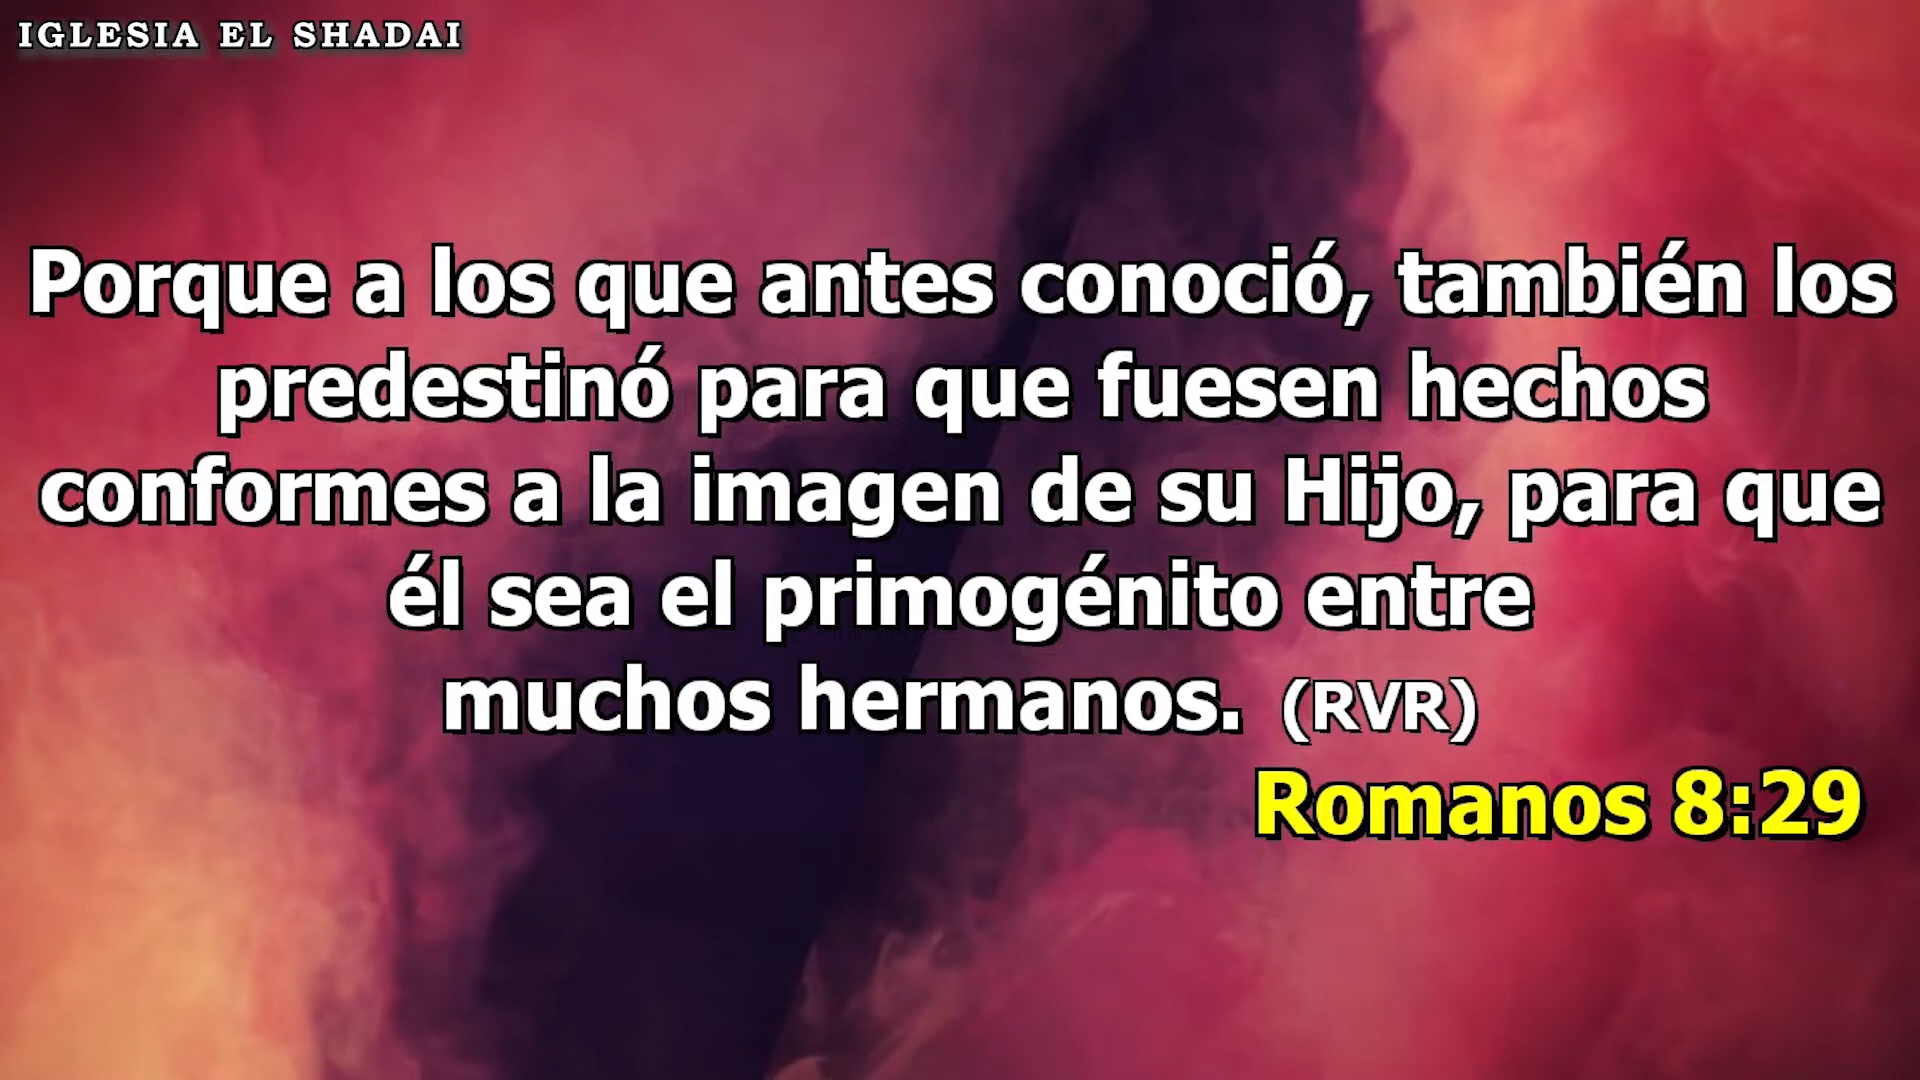 IGLESIA EL SHADAI
Porque a los que antes conoció, también los
predestinó para que fuesen hechos
conformes a la imagen de su Hijo, para que
él sea el primogénito entre
muchos hermanos. (RVR)
Romanos 8:29